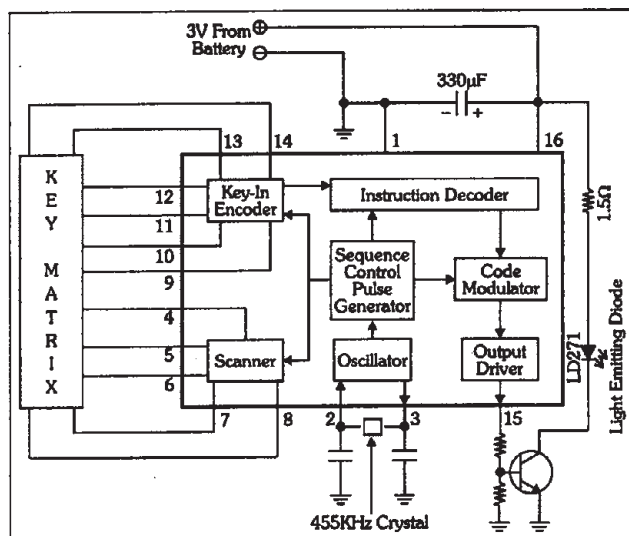 3V From
Battery
330μF
− +
13 14 1 16
KEY MATRIX
12
11
10
9
4
5
6
7 8 2 3 15
Key-In
Encoder
Instruction Decoder
Sequence
Control
Pulse
Generator
Code
Modulator
Scanner
Oscillator
Output
Driver
1.5Ω
LD271
Light Emitting Diode
455KHz Crystal